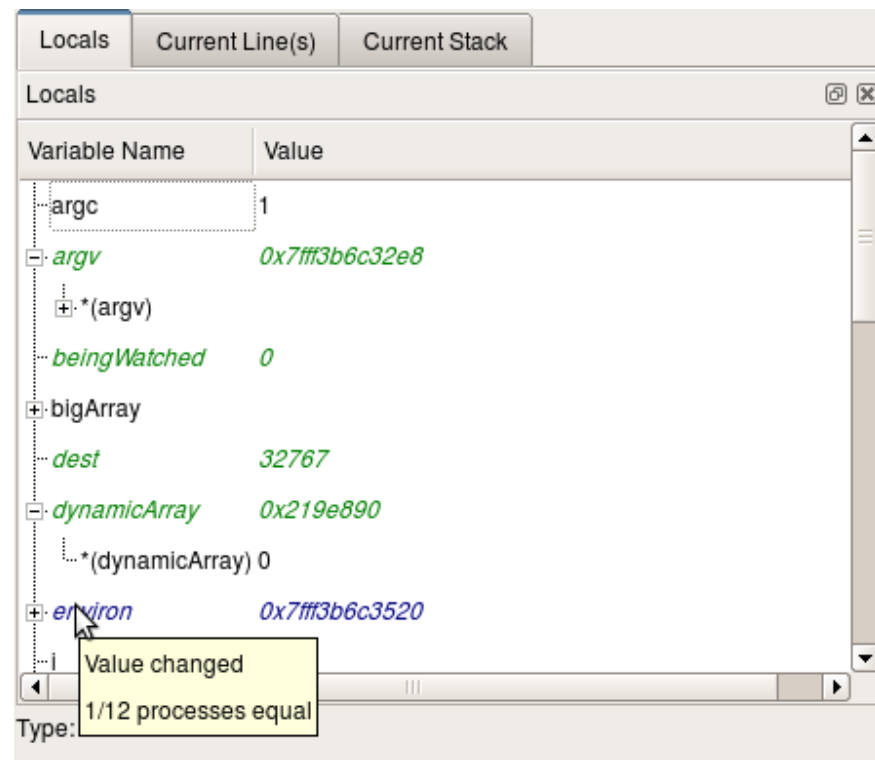 Locals Current Line(s) Current Stack
Locals
Variable Name Value
argc 1
argv 0x7fff3b6c32e8
*(argv)
beingWatched 0
bigArray
dest 32767
dynamicArray 0x219e890
*(dynamicArray) 0
environ 0x7fff3b6c3520
i
Value changed
1/12 processes equal
Type: